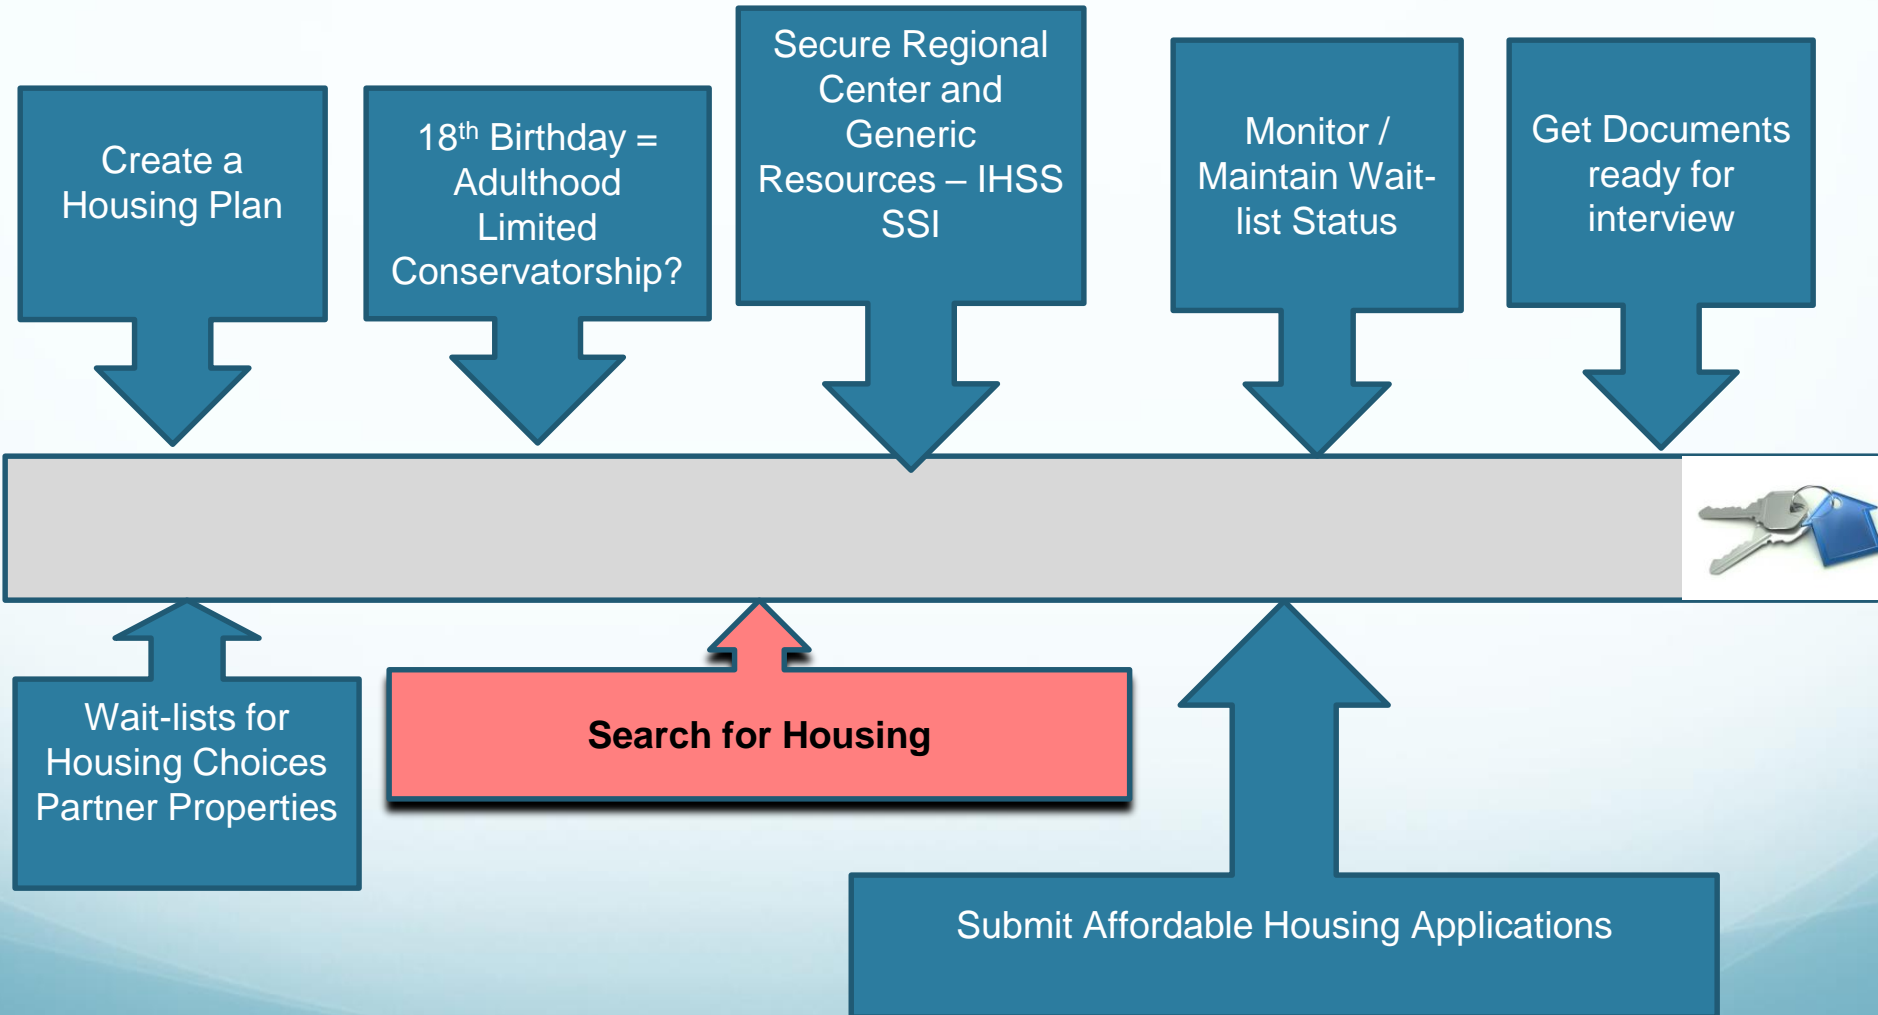 Create a
Housing Plan
18th Birthday =
Adulthood
Limited
Conservatorship?
Secure Regional
Center and
Generic
Resources – IHSS
SSI
Monitor /
Maintain Wait-
list Status
Get Documents
ready for
interview
Wait-lists for
Housing Choices
Partner Properties
Search for Housing
Submit Affordable Housing Applications